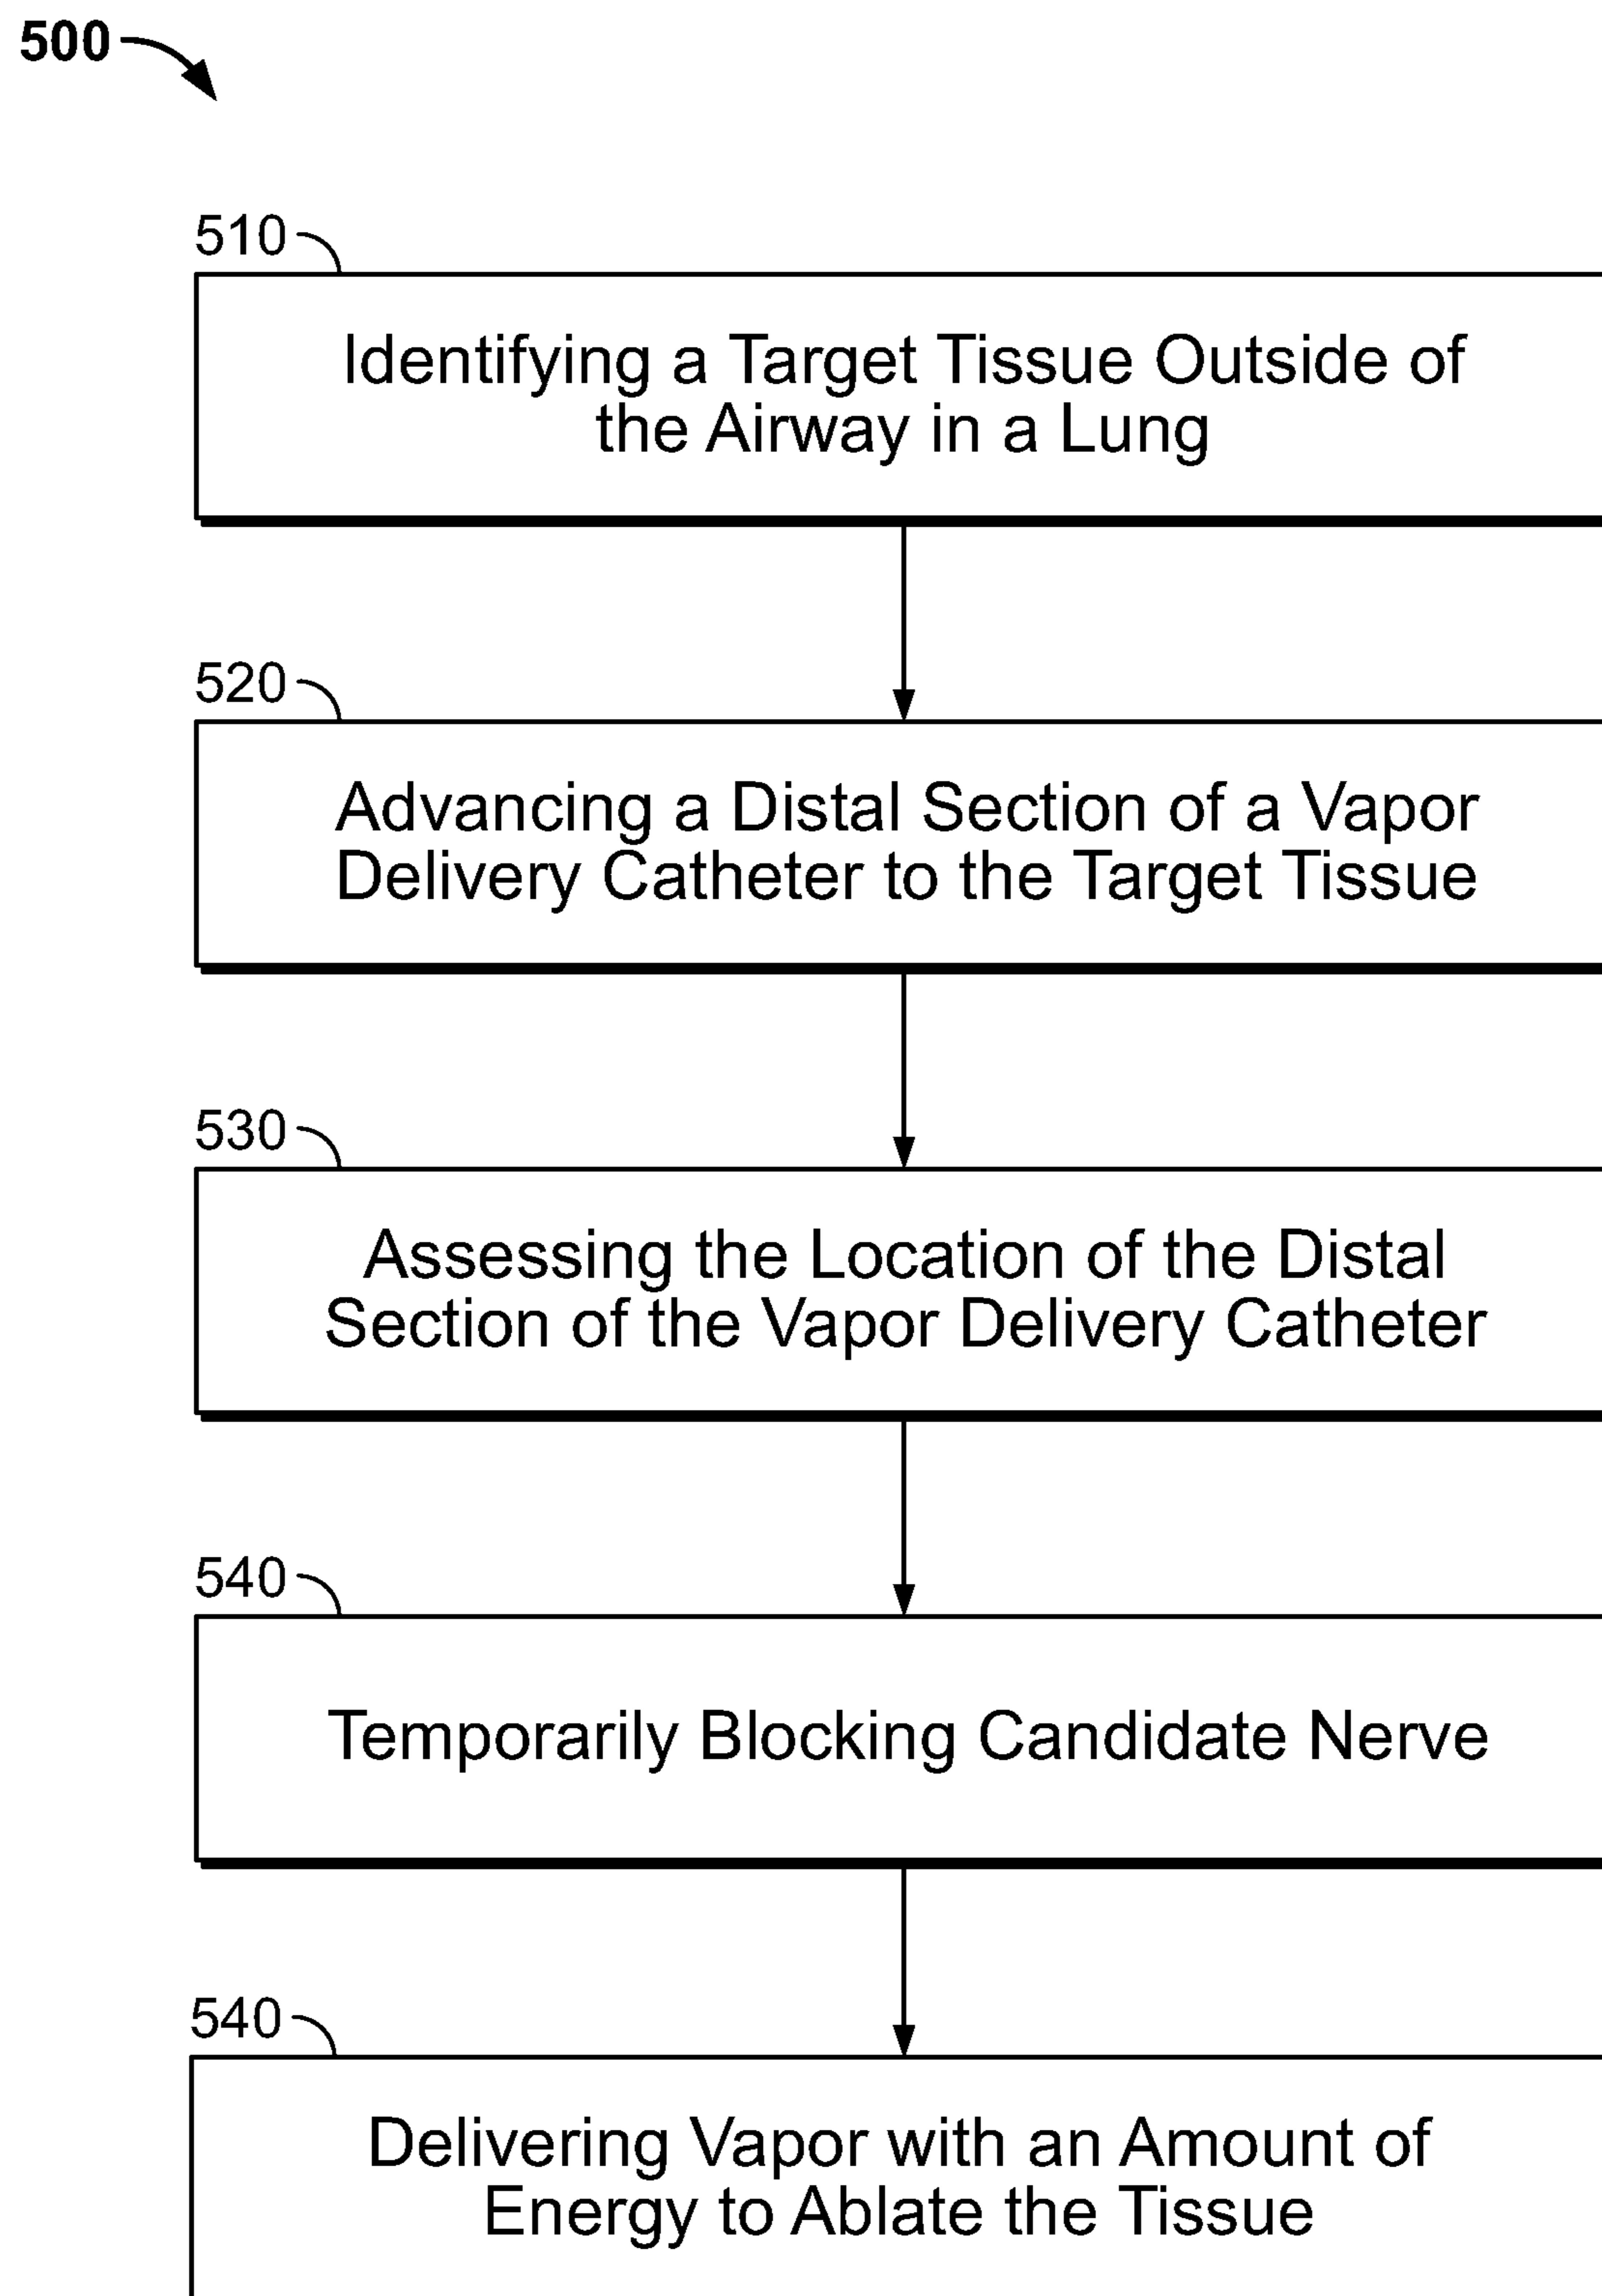 500
510
Identifying a Target Tissue Outside of
the Airway in a Lung
520
Advancing a Distal Section of a Vapor
Delivery Catheter to the Target Tissue
530
Assessing the Location of the Distal
Section of the Vapor Delivery Catheter
540
Temporarily Blocking Candidate Nerve
540
Delivering Vapor with an Amount of
Energy to Ablate the Tissue